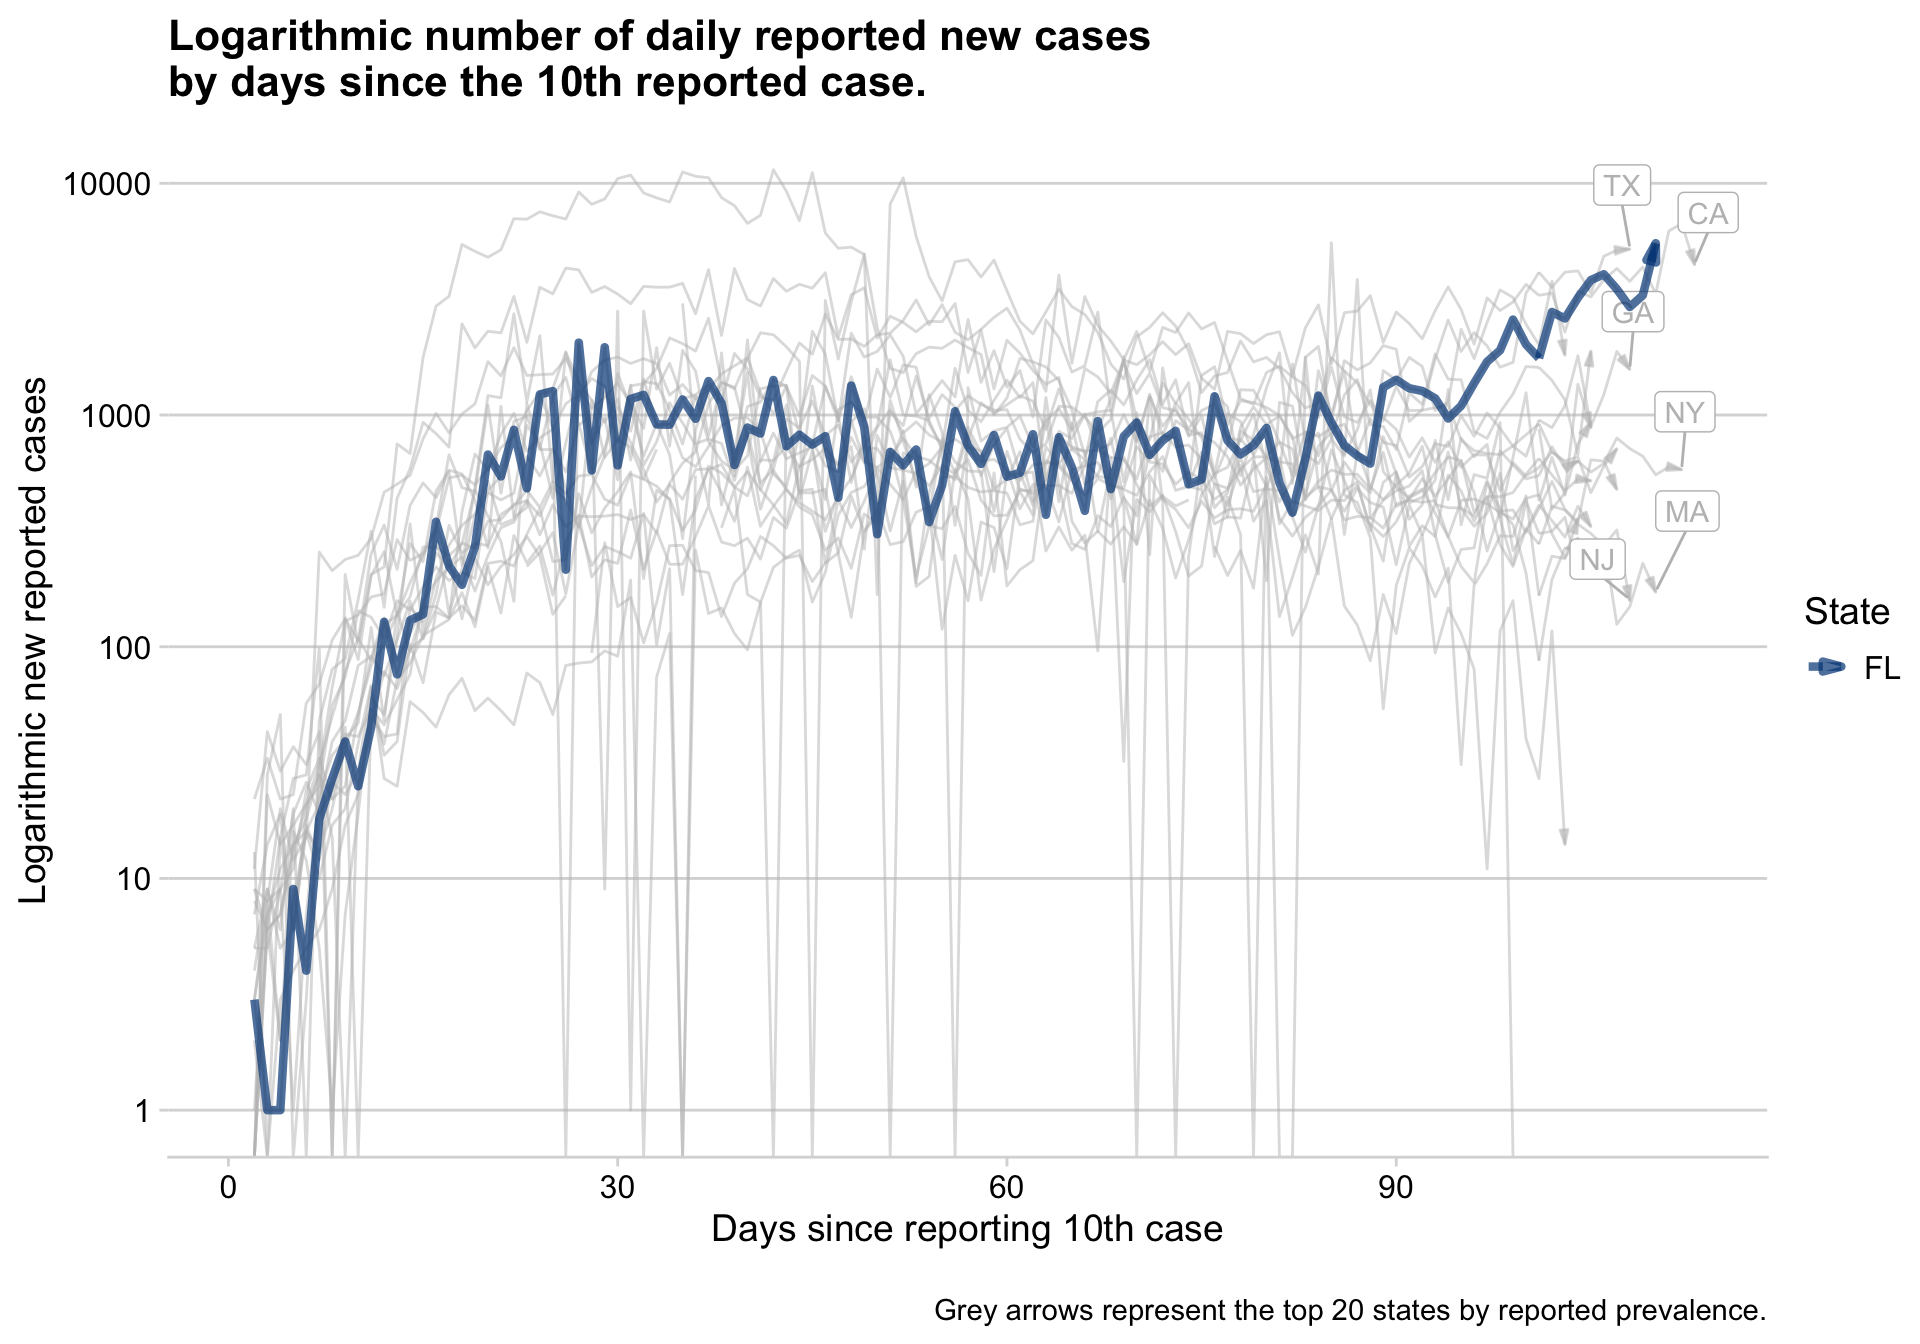 Logarithmic number of daily reported new cases
by days since the 10th reported case.
Logarithmic new reported cases
10000
1000
100
10
1
TX
CA
GA
NY
MA
NJ
State
FL
0
30
60
90
Days since reporting 10th case
Grey arrows represent the top 20 states by reported prevalence.